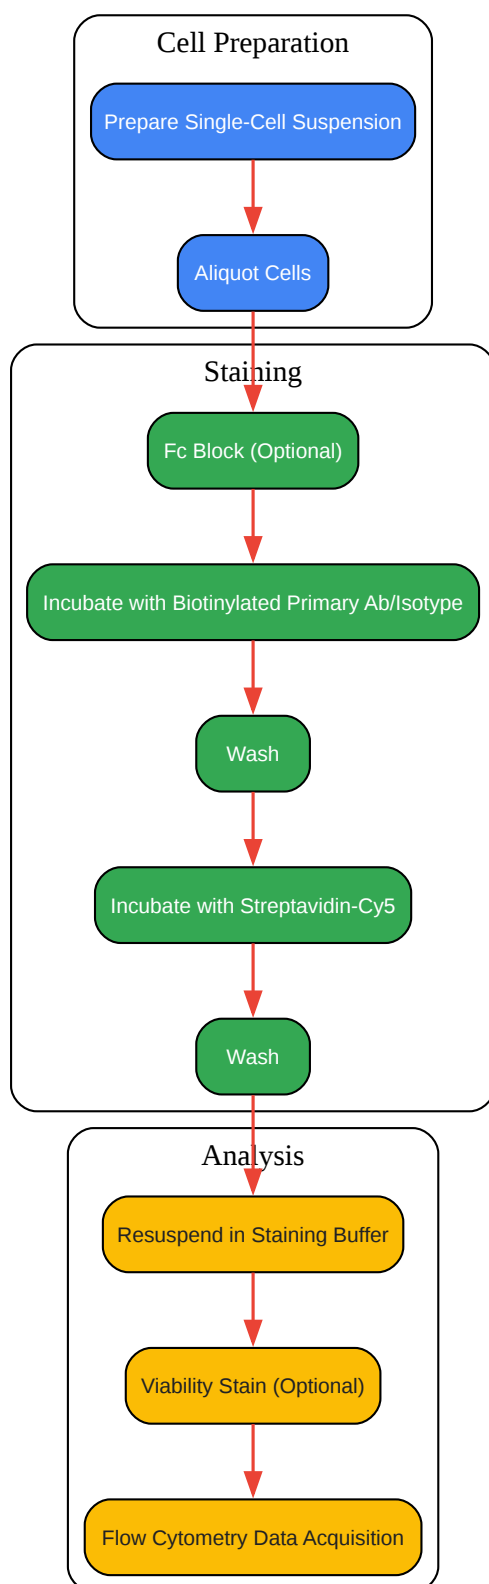 Cell Preparation
Prepare Single-Cell Suspension
Aliquot Cells
Staining
Fc Block (Optional)
Incubate with Biotinylated Primary Ab/Isotype
Wash
Incubate with Streptavidin-Cy5
Wash
Analysis
Resuspend in Staining Buffer
Viability Stain (Optional)
Flow Cytometry Data Acquisition